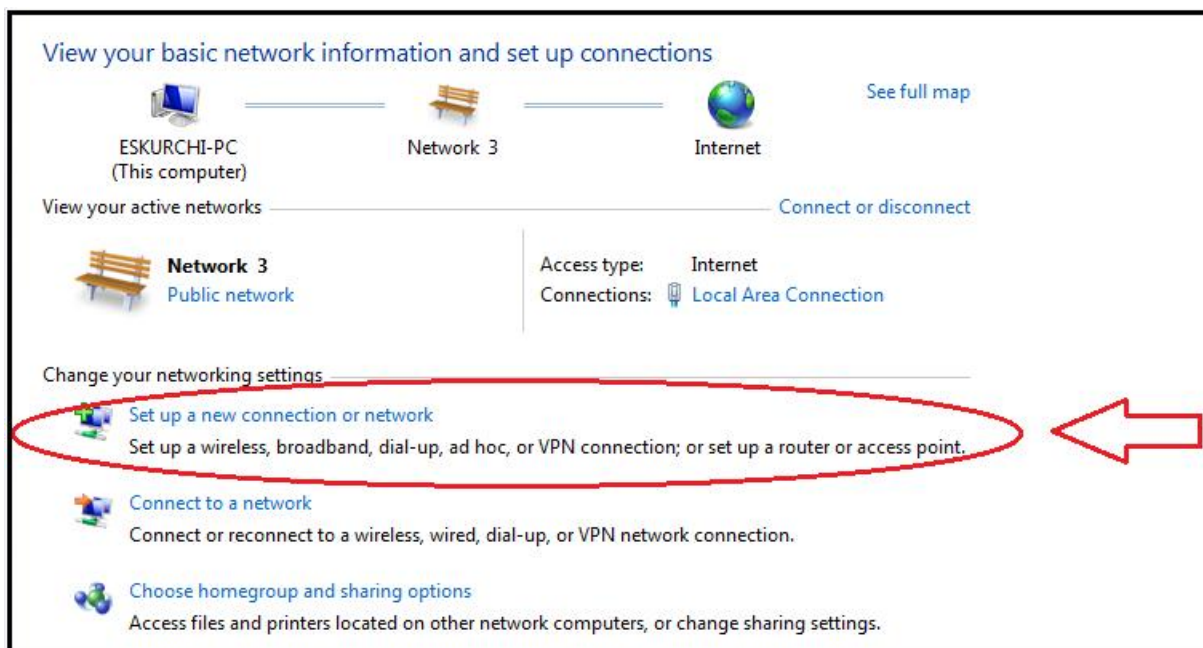 View your basic network information and set up connections
See full map
ESKURCHI-PC
(This computer)
Network 3
Internet
View your active networks
Connect or disconnect
Network 3
Public network
Access type: Internet
Connections: Local Area Connection
Change your networking settings
Set up a new connection or network
Set up a wireless, broadband, dial-up, ad hoc, or VPN connection; or set up a router or access point.
Connect to a network
Connect or reconnect to a wireless, wired, dial-up, or VPN network connection.
Choose homegroup and sharing options
Access files and printers located on other network computers, or change sharing settings.